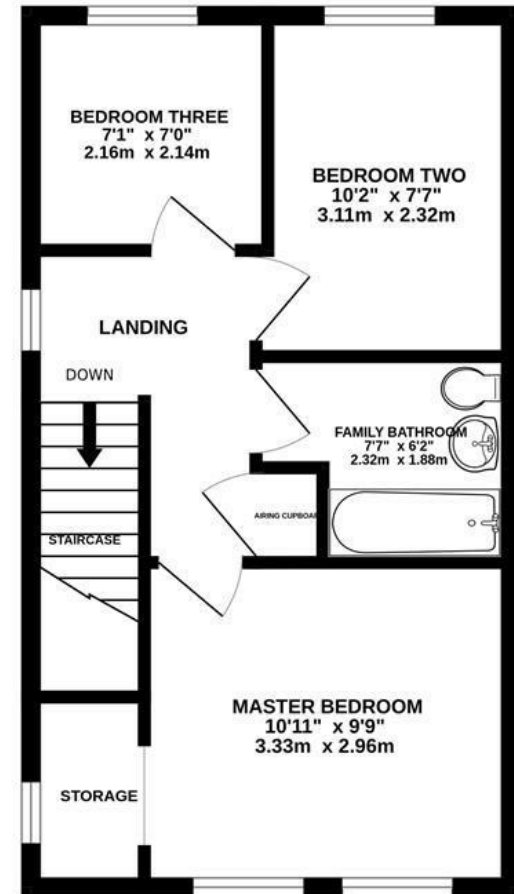 BEDROOM THREE
7'1" x 7'0"
2.16m x 2.14m
BEDROOM TWO
10'2" x 7'7"
3.11m x 2.32m
LANDING
DOWN
FAMILY BATHROOM
7'7" x 6'2"
2.32m x 1.88m
AIRING CUPBOAR
STAIRCASE
MASTER BEDROOM
10'11" x 9'9"
3.33m x 2.96m
STORAGE